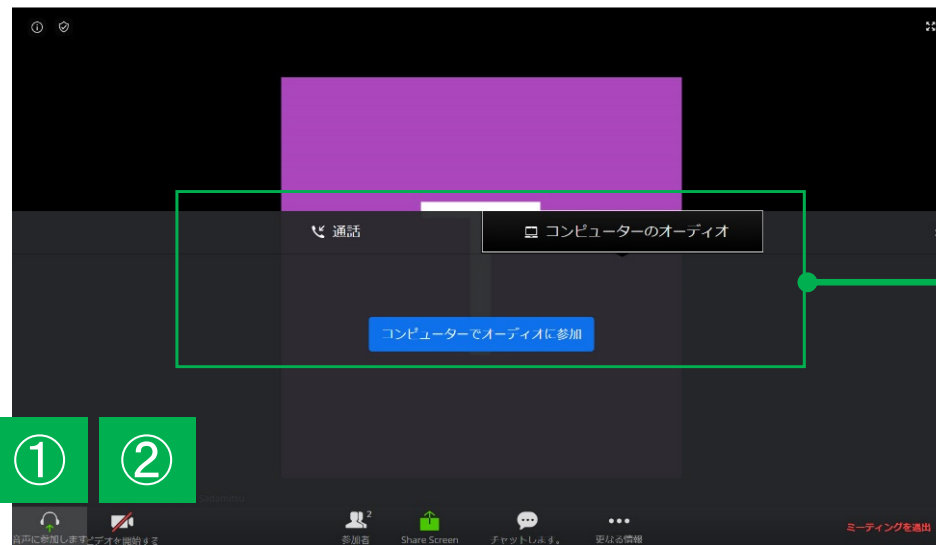 通話
コンピューターのオーディオ
コンピューターでオーディオに参加
① ②
音声に参加します
ビデオを開始する
参加者 2
Share Screen
チャットします。
更なる情報
ミーティングを退出